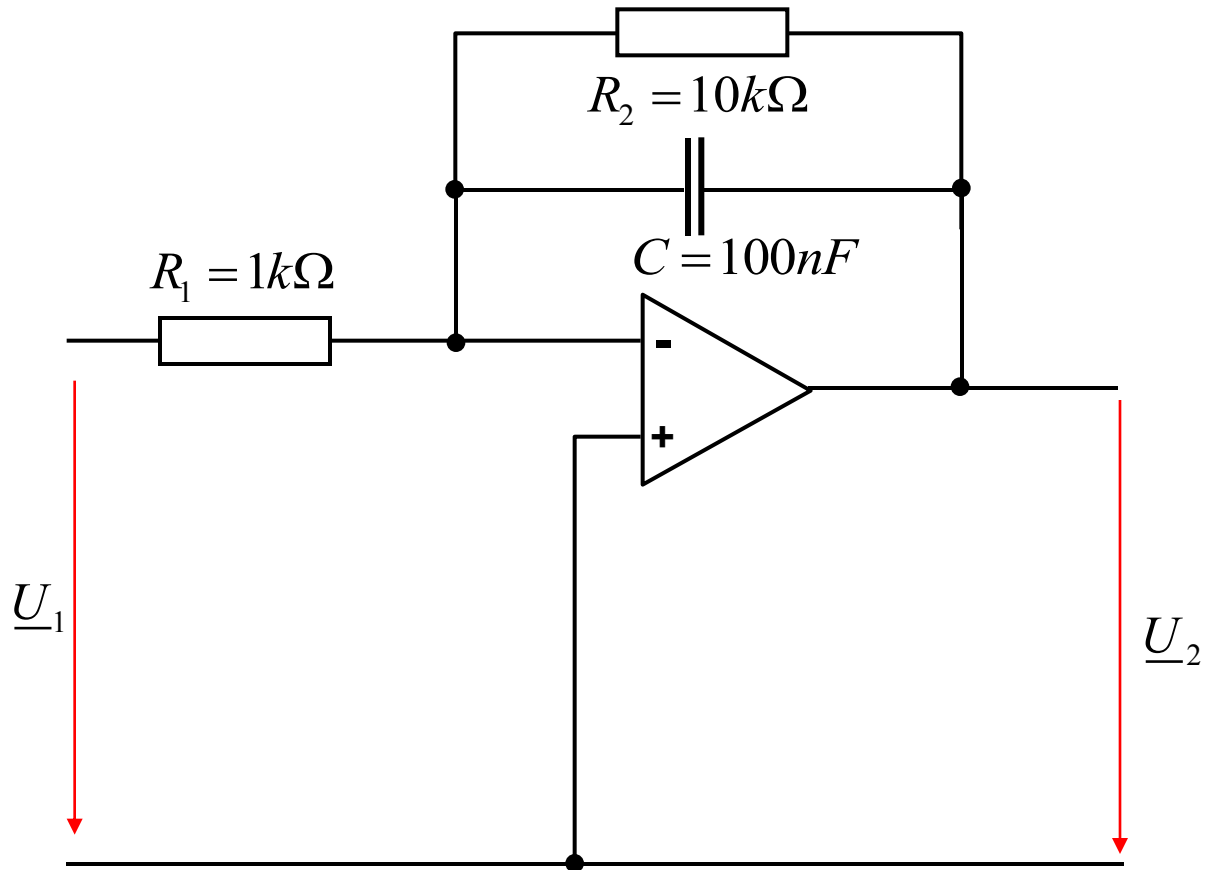 R₂ = 10kΩ
C = 100nF
R₁ = 1kΩ
-
+
U₁
U₂